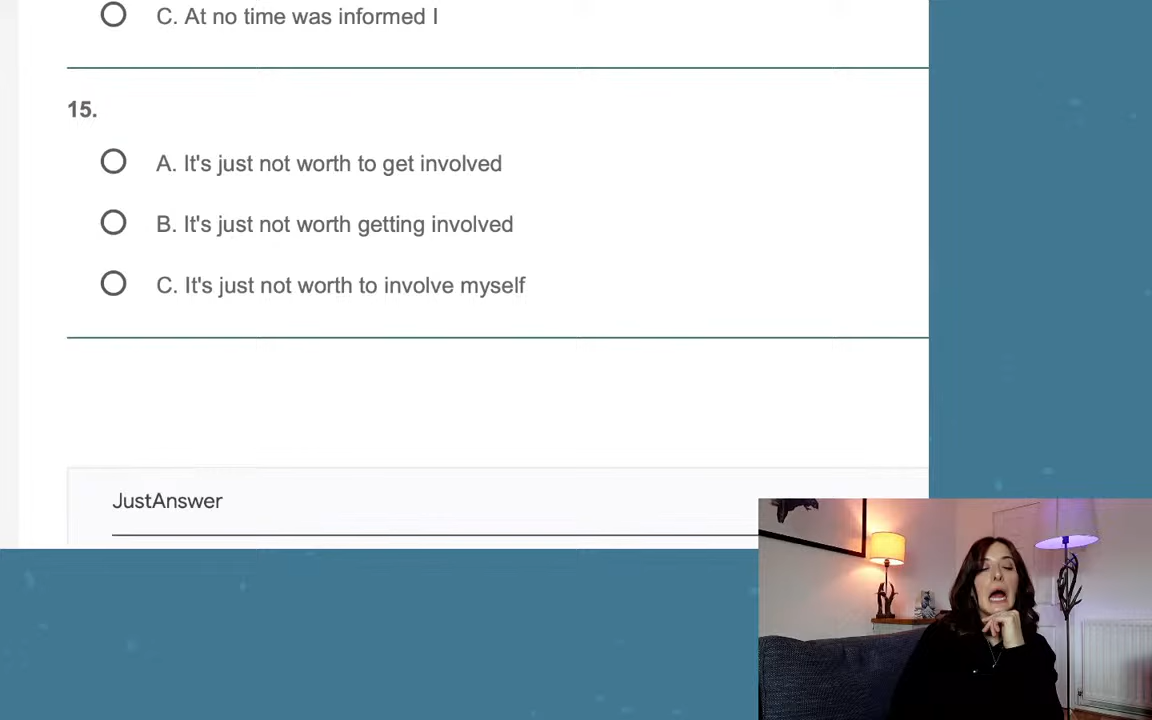 C. At no time was informed I
15.
A. It's just not worth to get involved
B. It's just not worth getting involved
C. It's just not worth to involve myself
JustAnswer